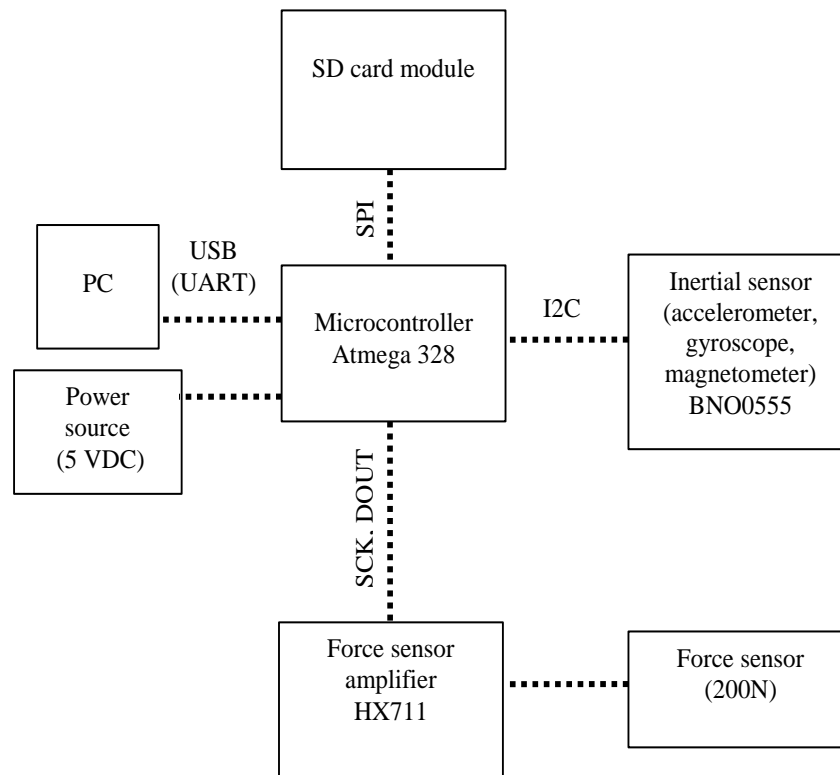 SD card module
SPI
PC
USB
(UART)
Microcontroller
Atmega 328
I2C
Inertial sensor
(accelerometer,
gyroscope,
magnetometer)
BNO0555
Power
source
(5 VDC)
SCK. DOUT
Force sensor
amplifier
HX711
Force sensor
(200N)